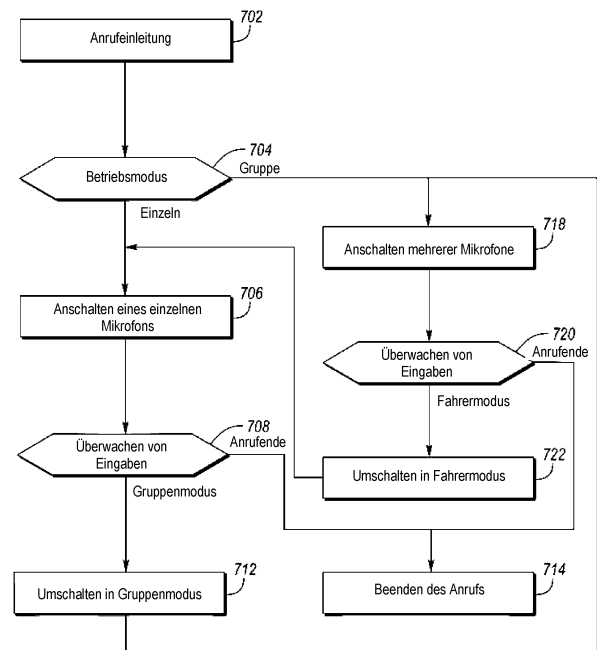 702
Anrufeinleitung
704
Betriebsmodus
Gruppe
Einzeln
718
Anschalten mehrerer Mikrofone
706
Anschalten eines einzelnen
Mikrofons
720
Überwachen von
Eingaben
Anrufende
Fahrermodus
708
Überwachen von
Eingaben
Anrufende
Gruppenmodus
722
Umschalten in Fahrermodus
712
Umschalten in Gruppenmodus
714
Beenden des Anrufs